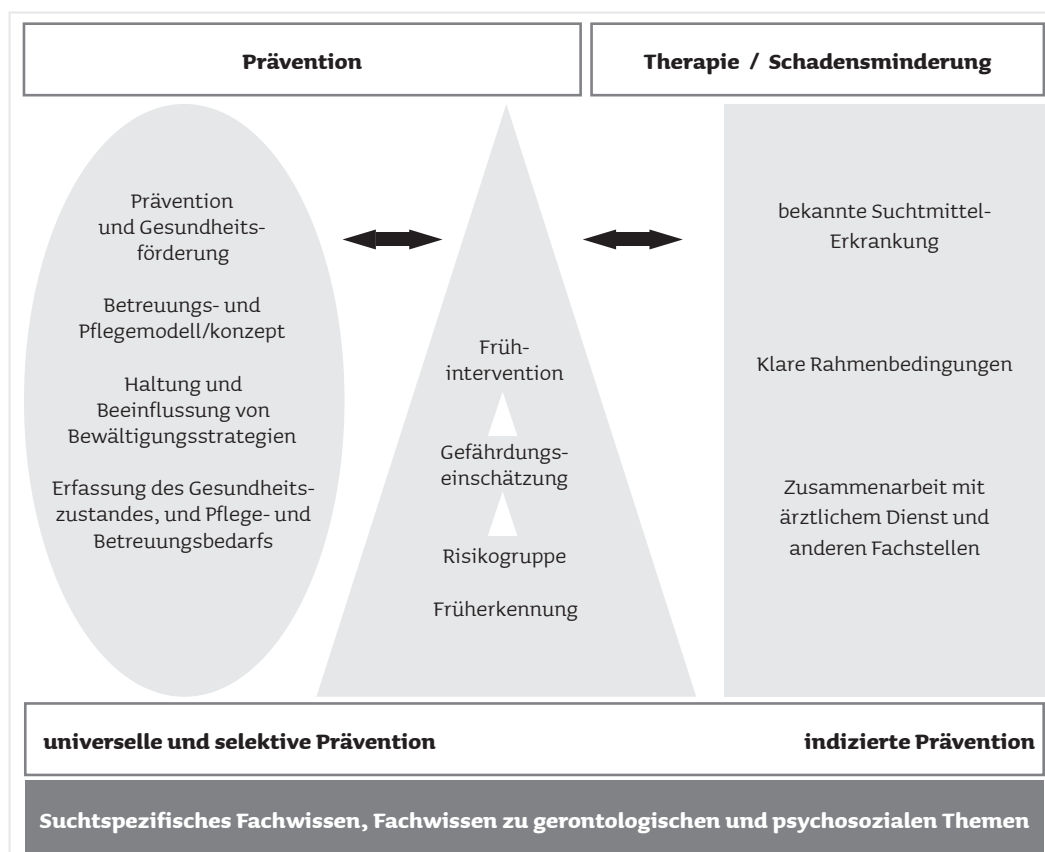 Prävention
Therapie / Schadensminderung
Prävention
und Gesundheits-
förderung
Betreuungs- und
Pflegemodell/konzept
Haltung und
Beeinflussung von
Bewältigungsstrategien
Erfassung des Gesundheits-
zustandes, und Pflege- und
Betreuungsbedarfs
Früh-
intervention
Gefährdungs-
einschätzung
Risikogruppe
Früherkennung
bekannte Suchtmittel-
Erkrankung
Klare Rahmenbedingungen
Zusammenarbeit mit
ärztlichem Dienst und
anderen Fachstellen
universelle und selektive Prävention
indizierte Prävention
Suchtspezifisches Fachwissen, Fachwissen zu gerontologischen und psychosozialen Themen